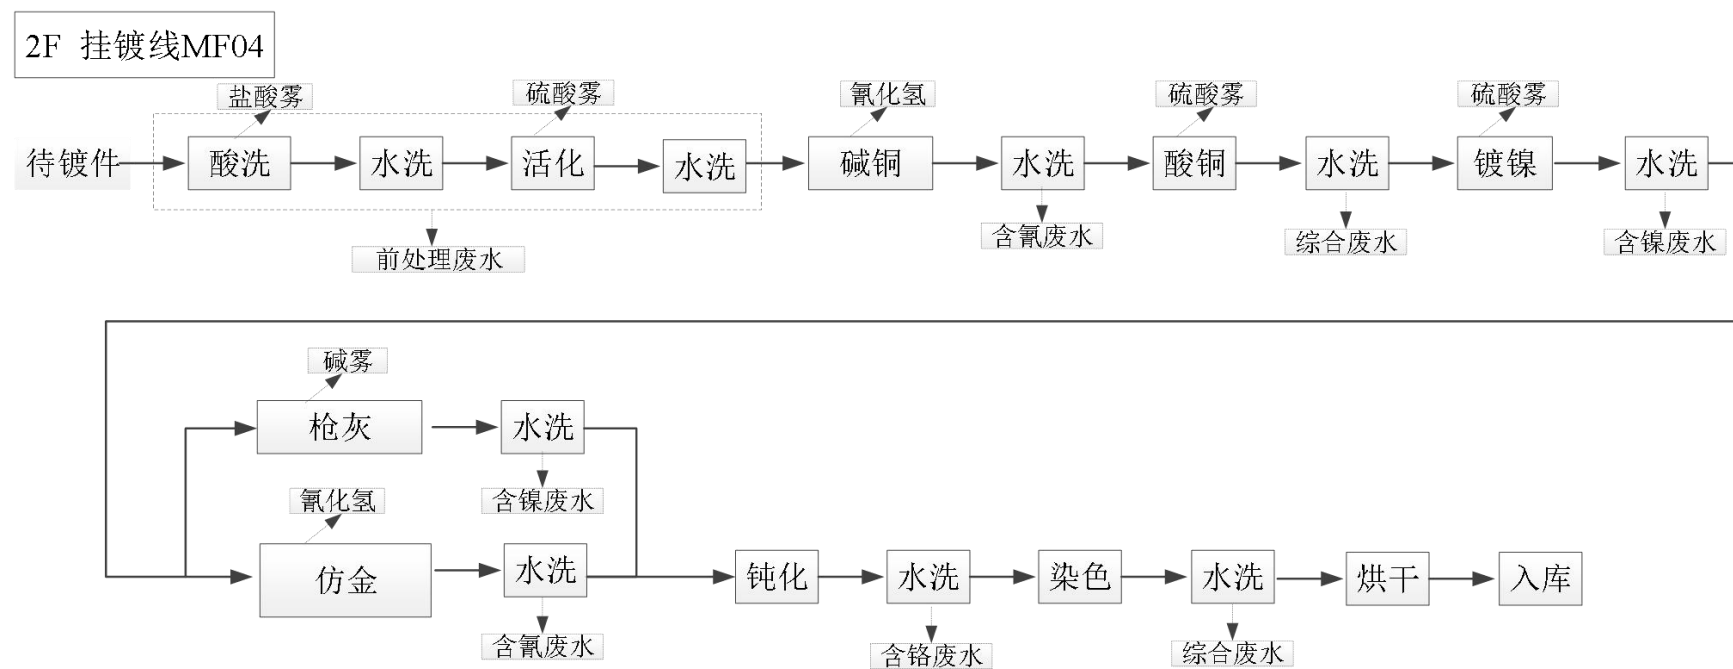 2F 挂镀线MF04
盐酸雾
硫酸雾
氰化氢
硫酸雾
硫酸雾
待镀件
酸洗
水洗
活化
水洗
碱铜
水洗
酸铜
水洗
镀镍
水洗
前处理废水
含氰废水
综合废水
含镍废水
碱雾
枪灰
水洗
含镍废水
氰化氢
仿金
水洗
钝化
水洗
染色
水洗
烘干
入库
含氰废水
含铬废水
综合废水